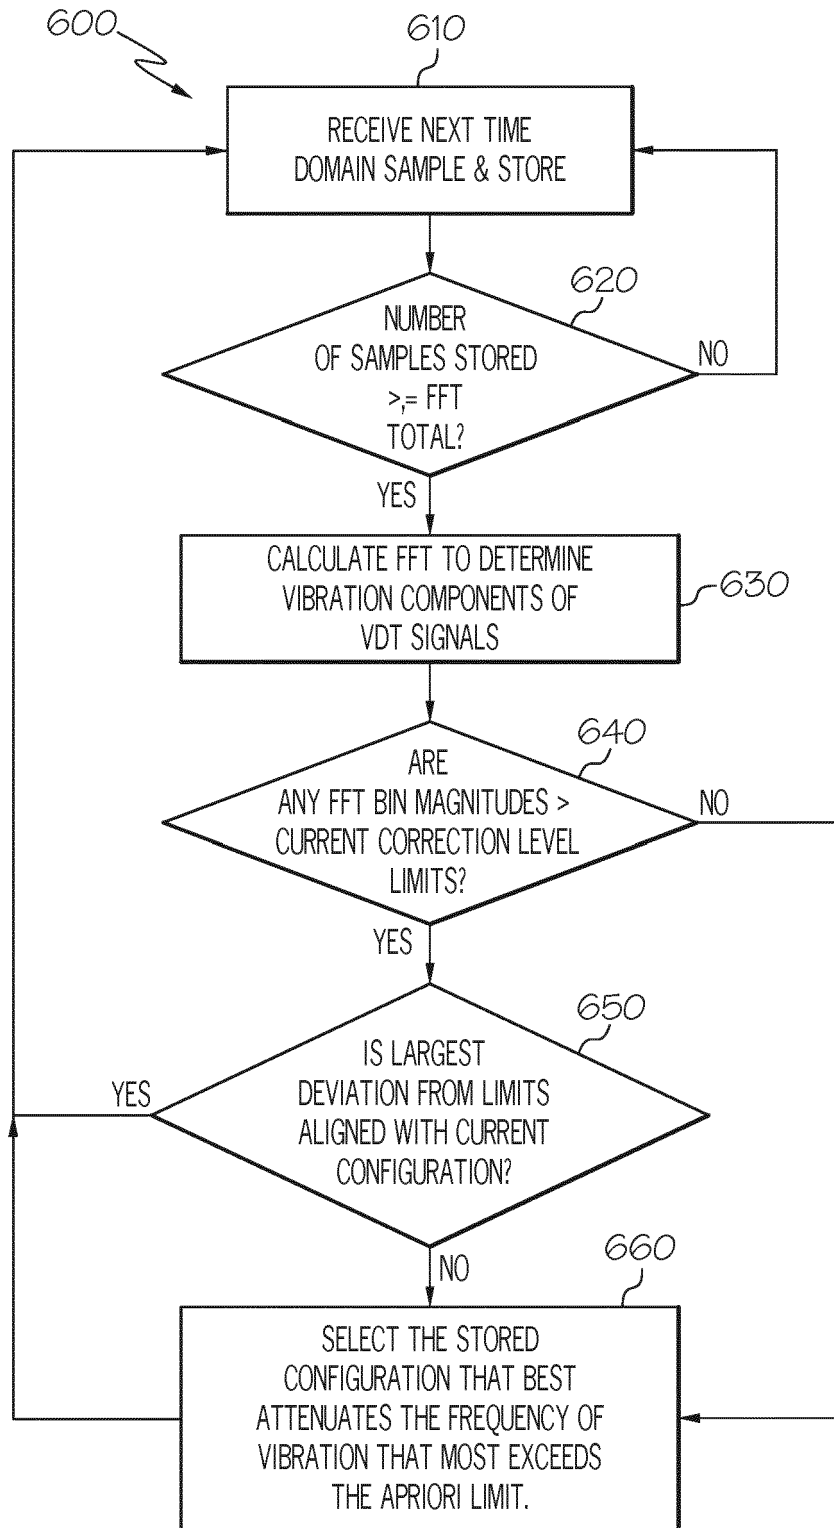 600
610
RECEIVE NEXT TIME
DOMAIN SAMPLE & STORE
620
NUMBER
OF SAMPLES STORED
>,= FFT
TOTAL?
NO
YES
CALCULATE FFT TO DETERMINE
VIBRATION COMPONENTS OF
VDT SIGNALS
630
640
ARE
ANY FFT BIN MAGNITUDES >
CURRENT CORRECTION LEVEL
LIMITS?
NO
YES
650
IS LARGEST
DEVIATION FROM LIMITS
ALIGNED WITH CURRENT
CONFIGURATION?
YES
NO
660
SELECT THE STORED
CONFIGURATION THAT BEST
ATTENUATES THE FREQUENCY OF
VIBRATION THAT MOST EXCEEDS
THE APRIORI LIMIT.